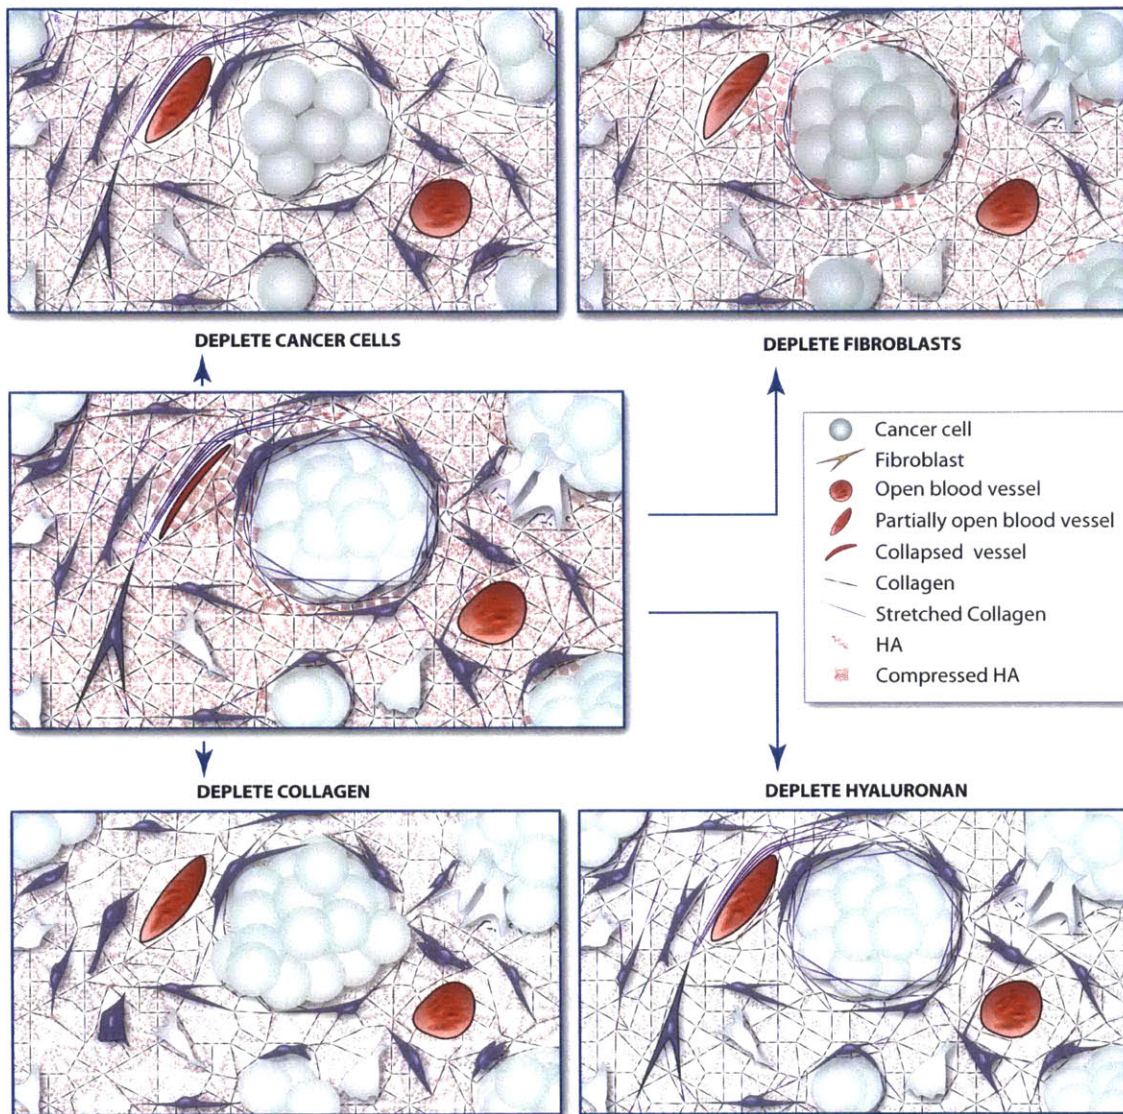 DEPLETE CANCER CELLS
DEPLETE FIBROBLASTS
Cancer cell
Fibroblast
Open blood vessel
Partially open blood vessel
Collapsed vessel
Collagen
Stretched Collagen
HA
Compressed HA
DEPLETE COLLAGEN
DEPLETE HYALURONAN